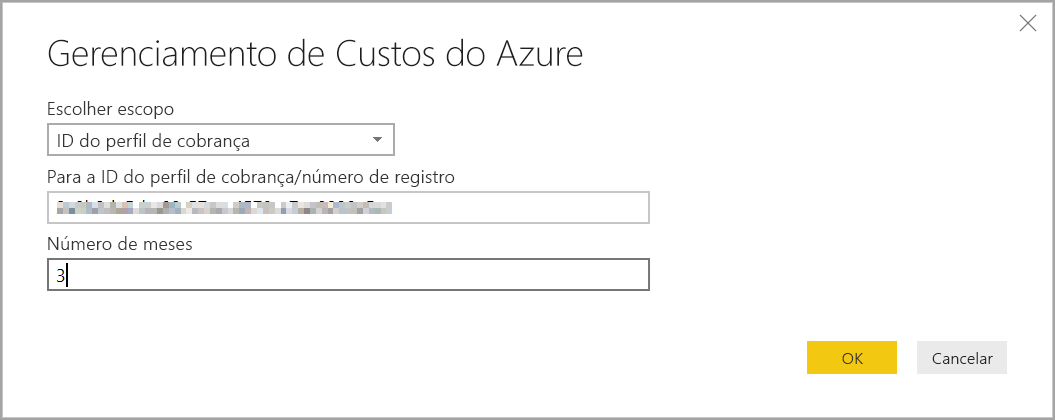 Gerenciamento de Custos do Azure
Escolher escopo
ID do perfil de cobrança
Para a ID do perfil de cobrança/número de registro
Número de meses
3
OK
Cancelar